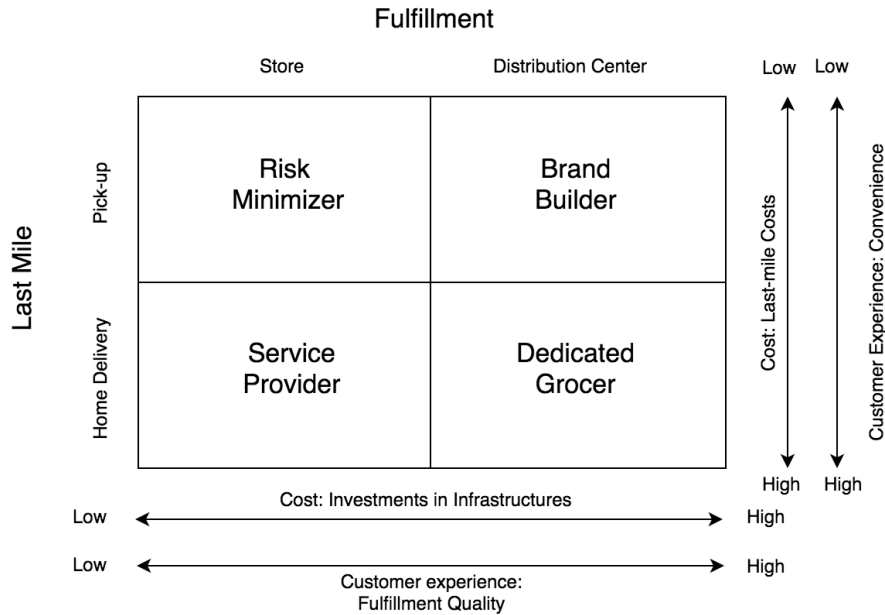 Fulfillment
Store
Distribution Center
Low
Low
Last Mile
Pick-up
Home Delivery
Risk
Minimizer
Brand
Builder
Service
Provider
Dedicated
Grocer
Cost: Last-mile Costs
Customer Experience: Convenience
High
High
Cost: Investments in Infrastructures
Low
High
Low
High
Customer experience:
Fulfillment Quality